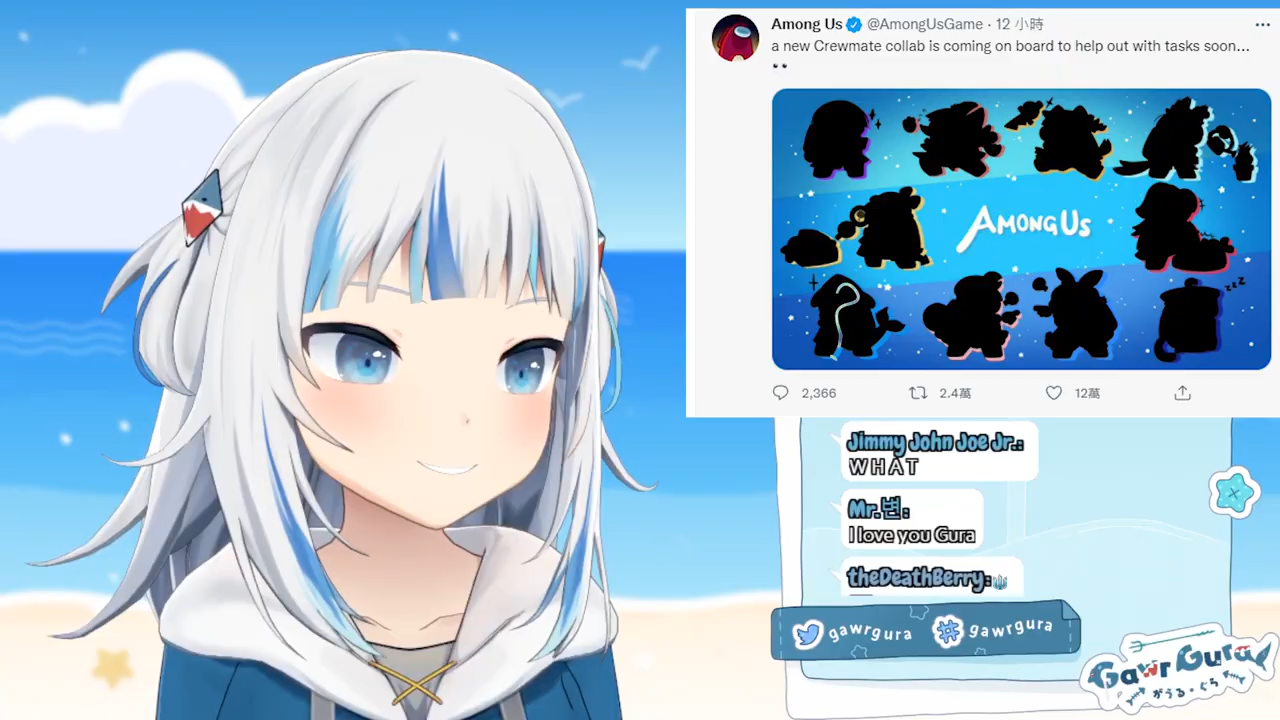 Among Us @AmongUsGame · 12 小時
a new Crewmate collab is coming on board to help out with tasks soon...
AMONG US
z z z
2,366 2.4萬 12萬
Jimmy John Joe Jr.:
W H A T
Mr.변:
I love you Gura
theDeathBerry:
gawrgura gawrgura
Gawr Gura
がうる・ぐら